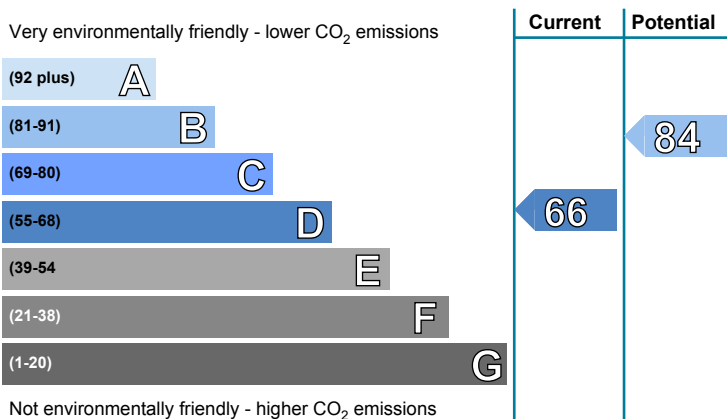 Very environmentally friendly - lower CO2 emissions
Current
Potential
(92 plus) A
(81-91) B
(69-80) C
(55-68) D
(39-54 E
(21-38) F
(1-20) G
84
66
Not environmentally friendly - higher CO2 emissions